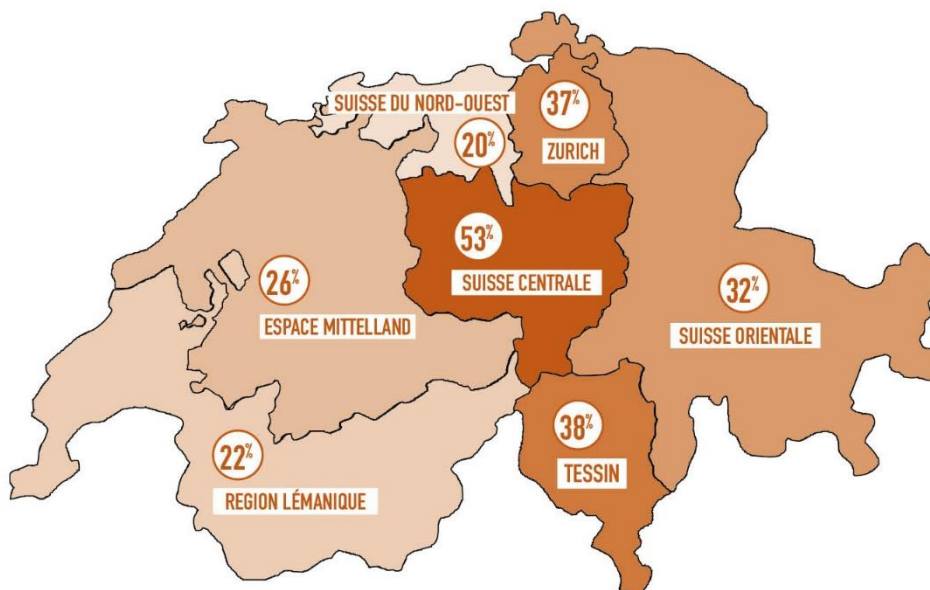 SUISSE DU NORD-OUEST
20%
37%
ZURICH
53%
SUISSE CENTRALE
26%
ESPACE MITTELLAND
32%
SUISSE ORIENTALE
22%
REGION LÉMANIQUE
38%
TESSIN